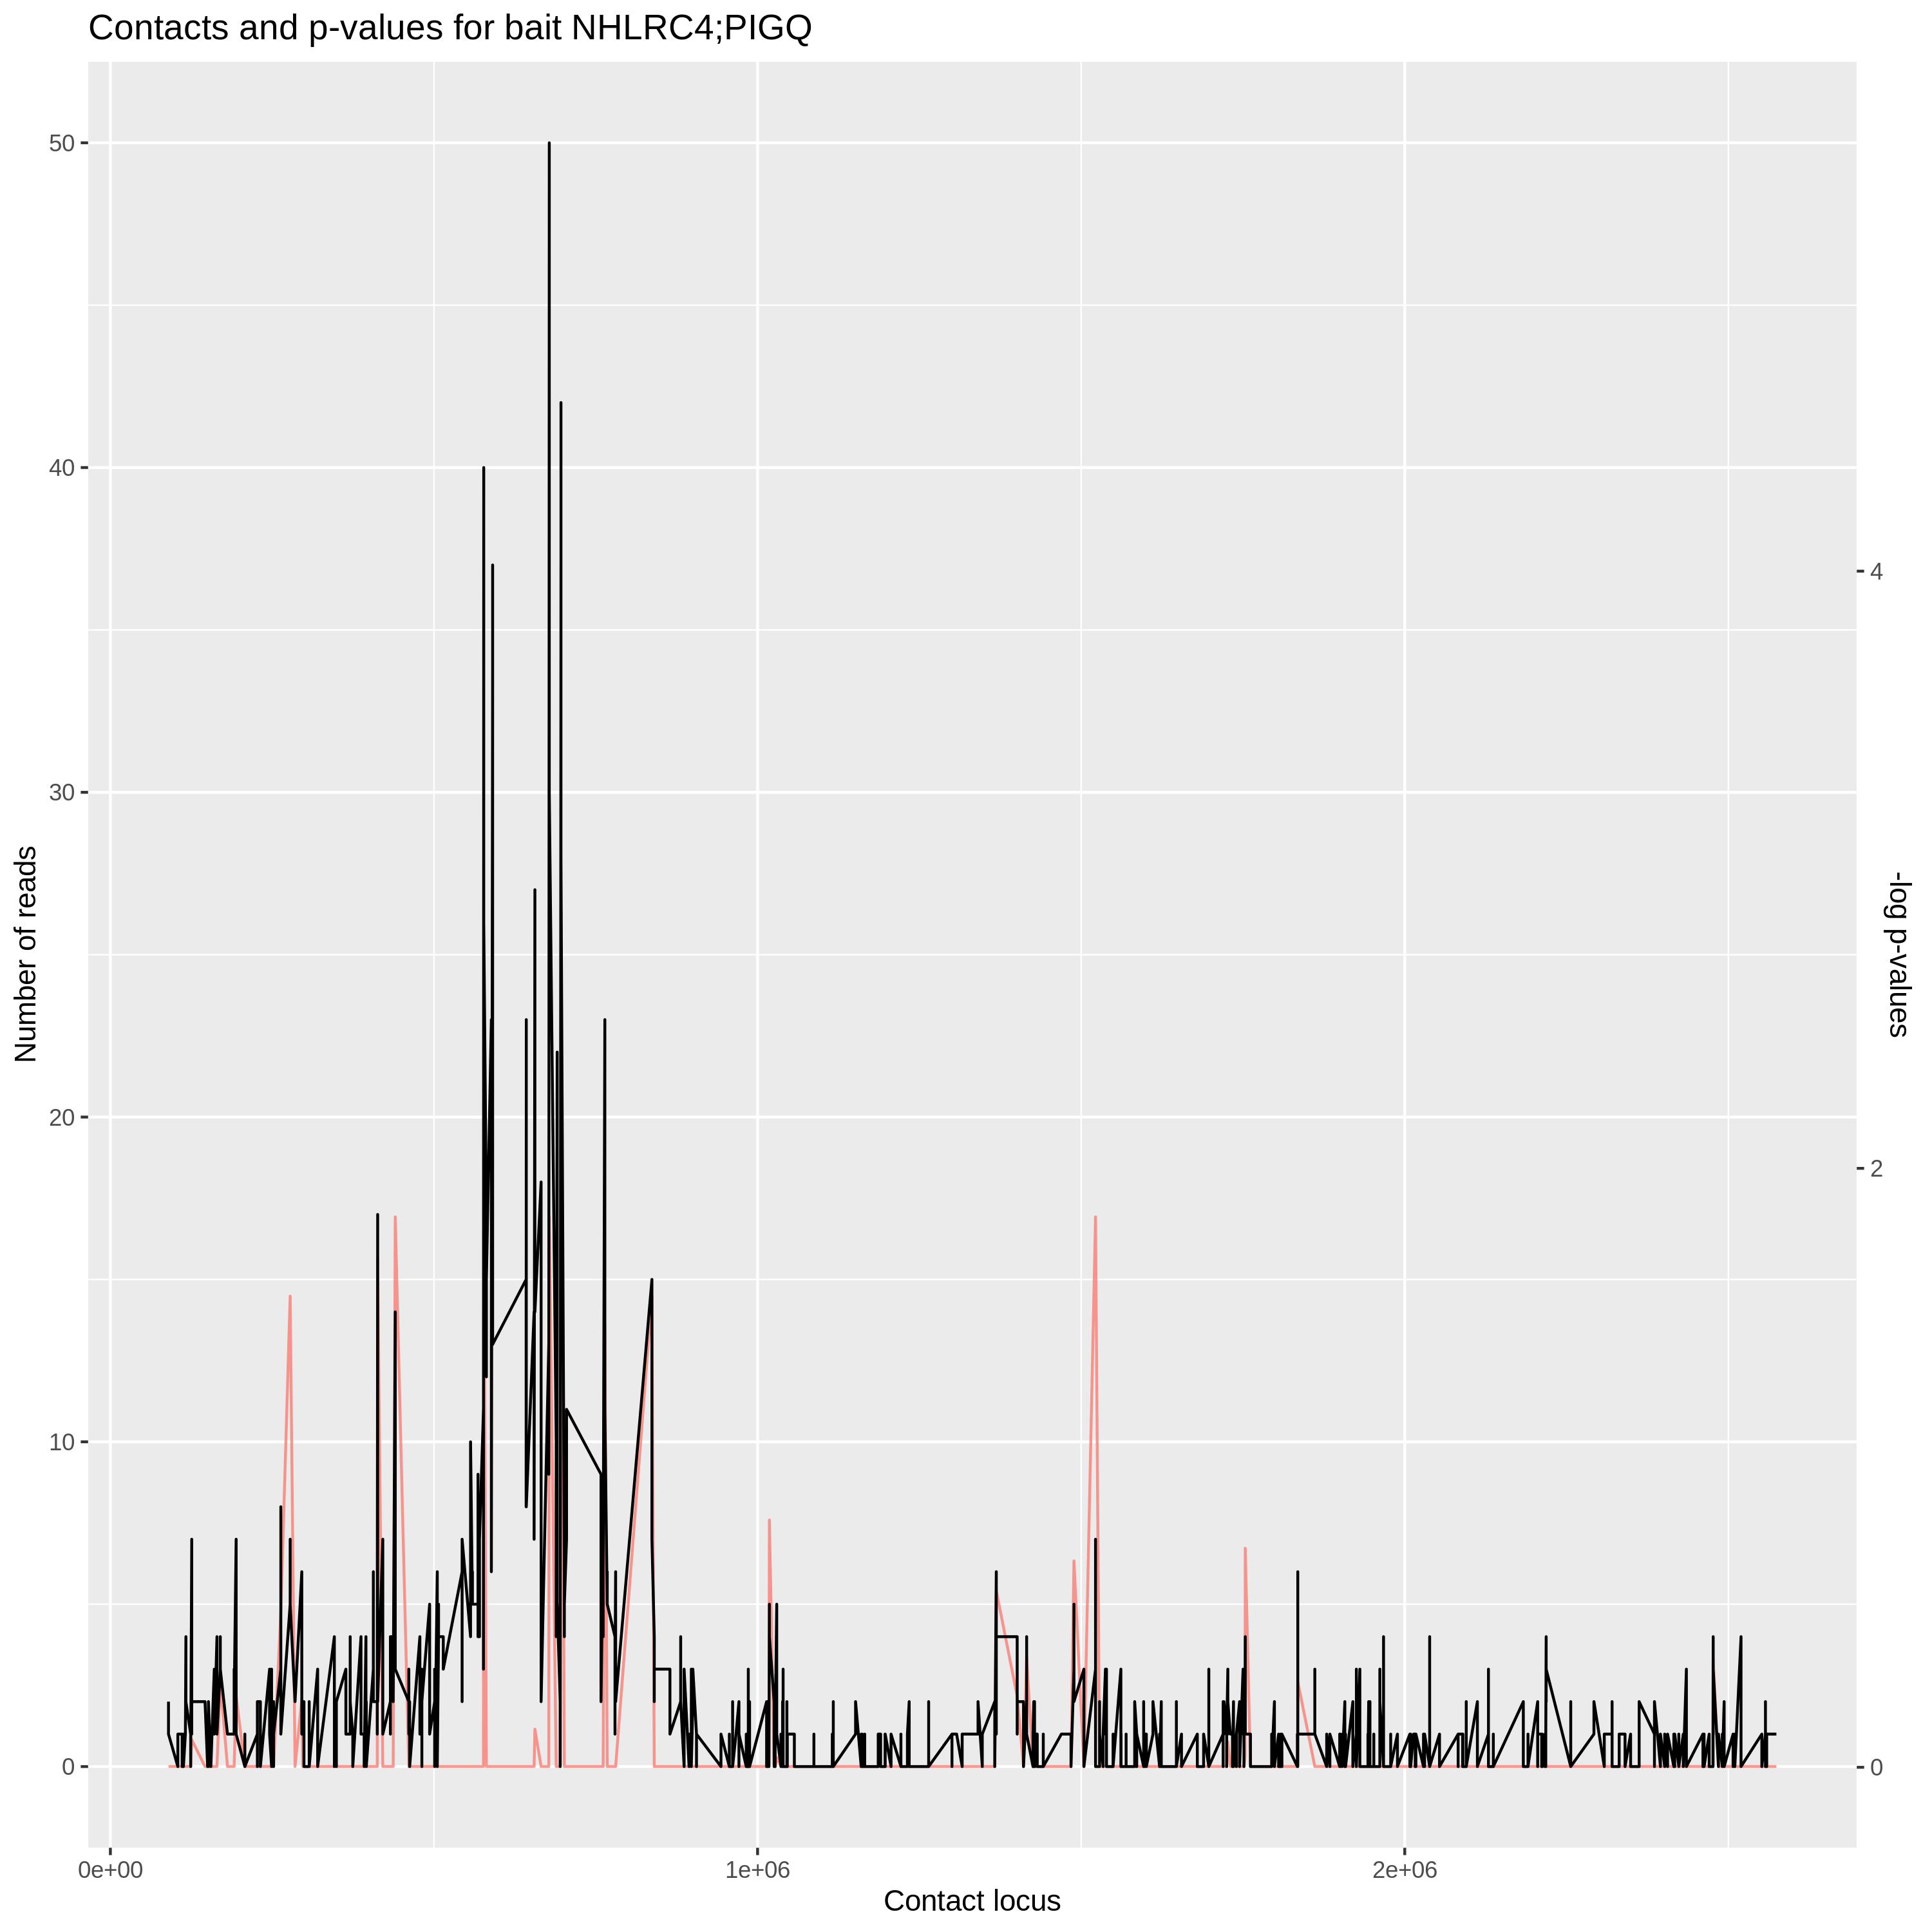 Contacts and p-values for bait NHLRC4;PIGQ
50
40
30
20
10
0
Number of reads
4
2
0
-log p-values
0e+00
1e+06
2e+06
Contact locus